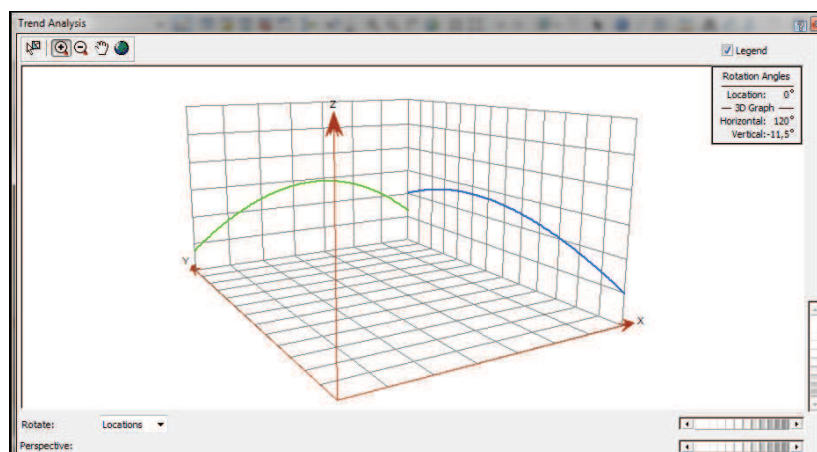 Trend Analysis
Legend
Rotation Angles
Location: 0°
3D Graph
Horizontal: 120°
Vertical:-11,5°
Z
Y
X
Rotate: Locations
Perspective: